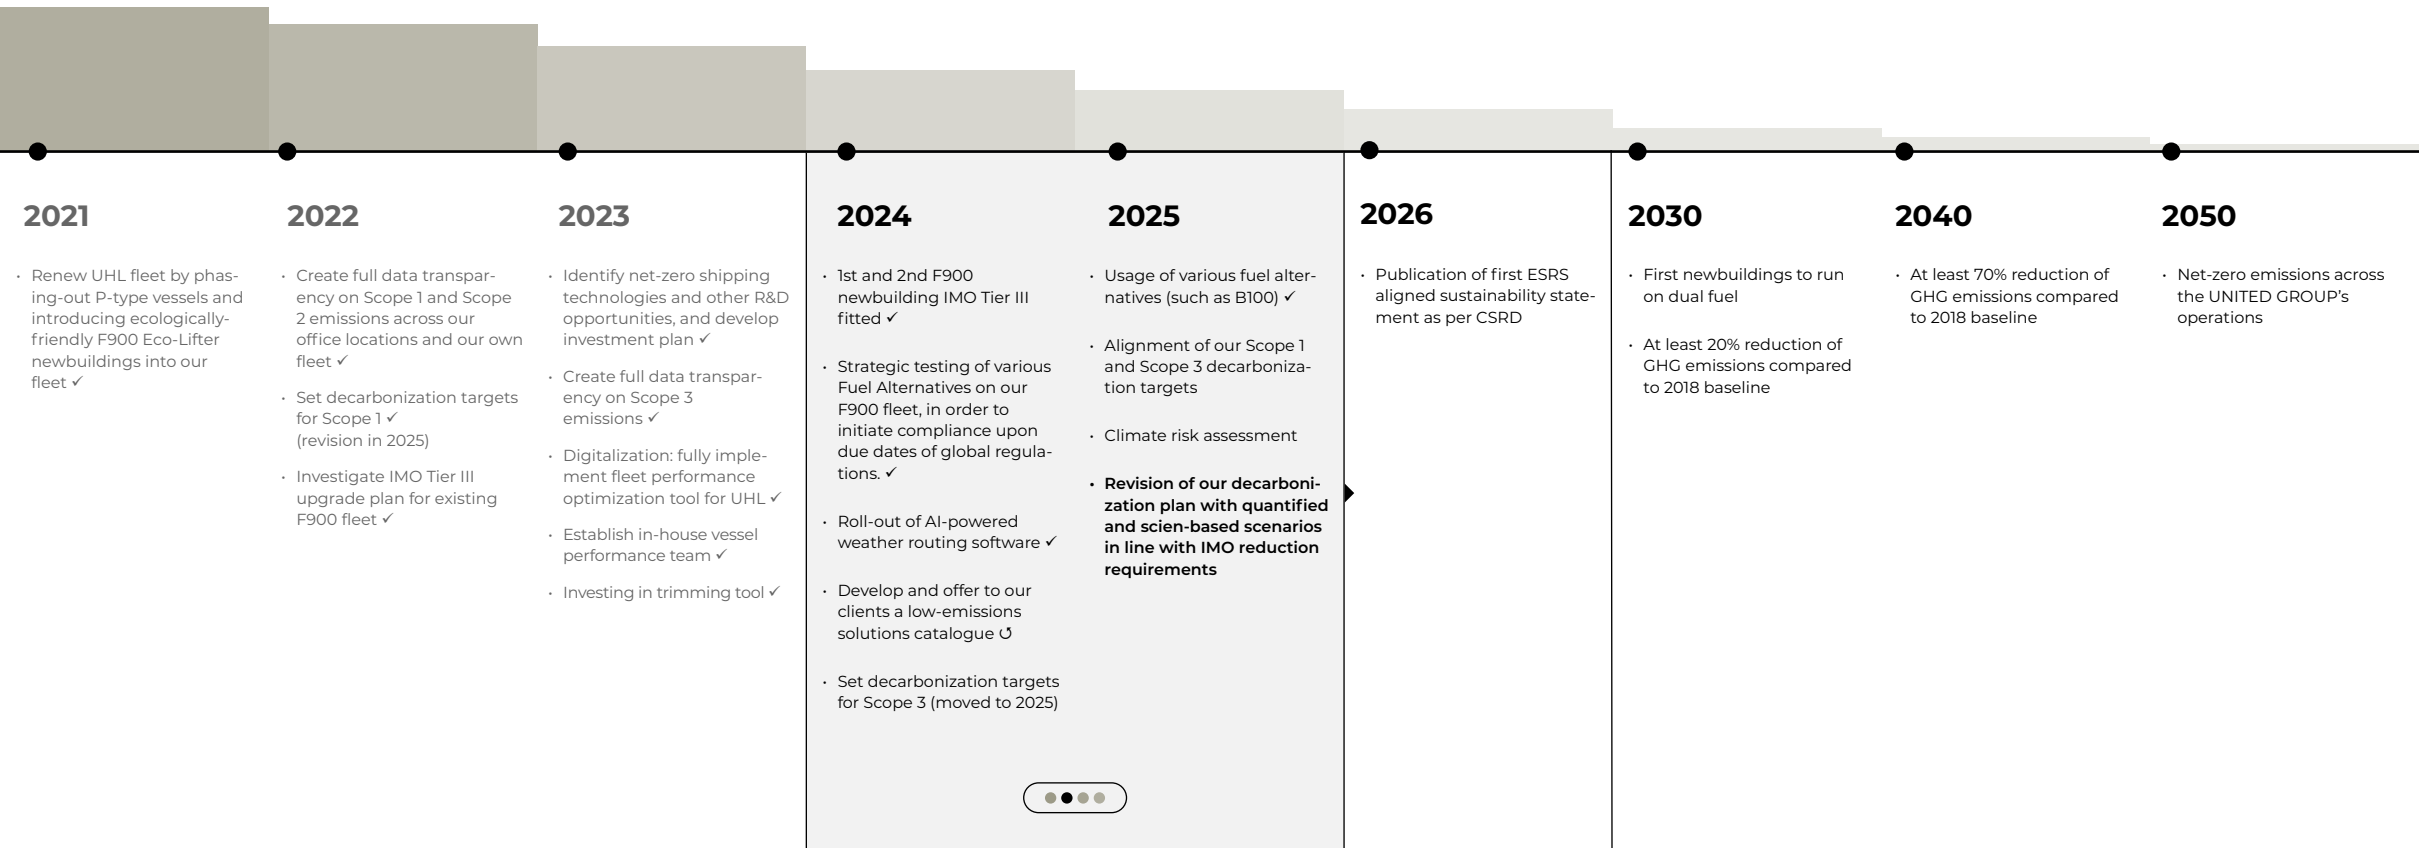 2021
• Renew UHL fleet by phas-
ing-out P-type vessels and
introducing ecologically-
friendly F900 Eco-Lifter
newbuildings into our
fleet ✓
2022
• Create full data transpar-
ency on Scope 1 and Scope
2 emissions across our
office locations and our own
fleet ✓
• Set decarbonization targets
for Scope 1 ✓
(revision in 2025)
• Investigate IMO Tier III
upgrade plan for existing
F900 fleet ✓
2023
• Identify net-zero shipping
technologies and other R&D
opportunities, and develop
investment plan ✓
• Create full data transpar-
ency on Scope 3
emissions ✓
• Digitalization: fully imple-
ment fleet performance
optimization tool for UHL ✓
• Establish in-house vessel
performance team ✓
• Investing in trimming tool ✓
2024
• 1st and 2nd F900
newbuilding IMO Tier III
fitted ✓
• Strategic testing of various
Fuel Alternatives on our
F900 fleet, in order to
initiate compliance upon
due dates of global regula-
tions. ✓
• Roll-out of AI-powered
weather routing software ✓
• Develop and offer to our
clients a low-emissions
solutions catalogue ↺
• Set decarbonization targets
for Scope 3 (moved to 2025)
2025
• Usage of various fuel alter-
natives (such as B100) ✓
• Alignment of our Scope 1
and Scope 3 decarboniza-
tion targets
• Climate risk assessment
• Revision of our decarboni-
zation plan with quantified
and scien-based scenarios
in line with IMO reduction
requirements
2026
• Publication of first ESRS
aligned sustainability state-
ment as per CSRD
2030
• First newbuildings to run
on dual fuel
• At least 20% reduction of
GHG emissions compared
to 2018 baseline
2040
• At least 70% reduction of
GHG emissions compared
to 2018 baseline
2050
• Net-zero emissions across
the UNITED GROUP’s
operations